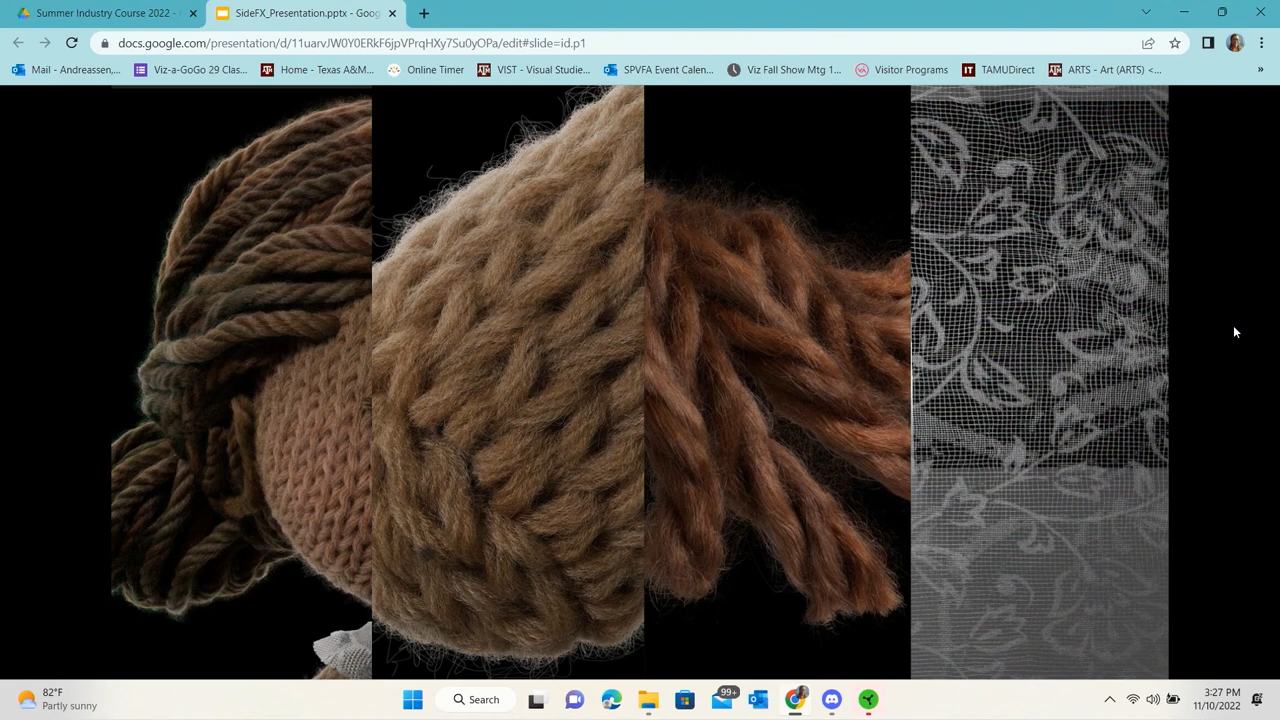 Summer Industry Course 2022 -
SideFX_Presentation.pptx - Goog
docs.google.com/presentation/d/11uarvJW0Y0ERkF6jpVPrqHXy7Su0yOPa/edit#slide=id.p1
Mail - Andreassen,...
Viz-a-GoGo 29 Clas...
Home - Texas A&M...
Online Timer
VIST - Visual Studie...
SPVFA Event Calen...
Viz Fall Show Mtg 1...
Visitor Programs
TAMUDirect
ARTS - Art (ARTS) <...
»
82°F
Partly sunny
Search
99+
3:27 PM
11/10/2022